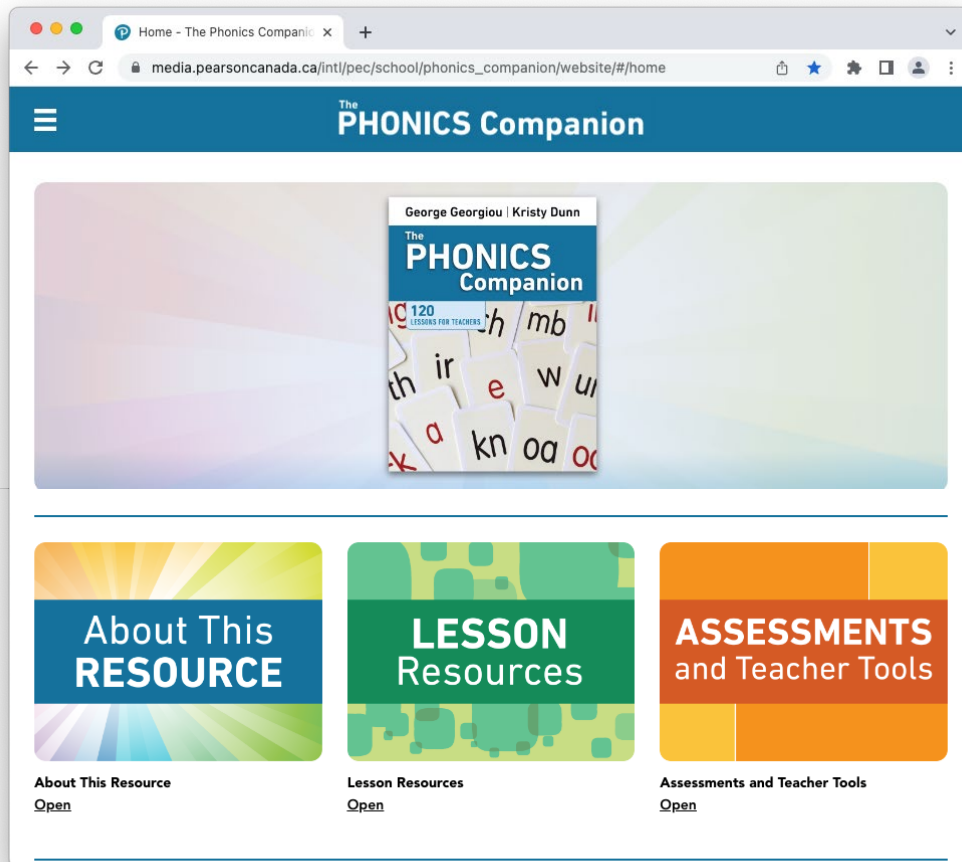 Home - The Phonics Companio
media.pearsoncanada.ca/intl/pec/school/phonics_companion/website/#/home
The
PHONICS Companion
George Georgiou | Kristy Dunn
The
PHONICS
Companion
120
LESSONS FOR TEACHERS
ch mb
th ir e w ur
ck a kn oa
About This
RESOURCE
LESSON
Resources
ASSESSMENTS
and Teacher Tools
About This Resource
Lesson Resources
Assessments and Teacher Tools
Open
Open
Open